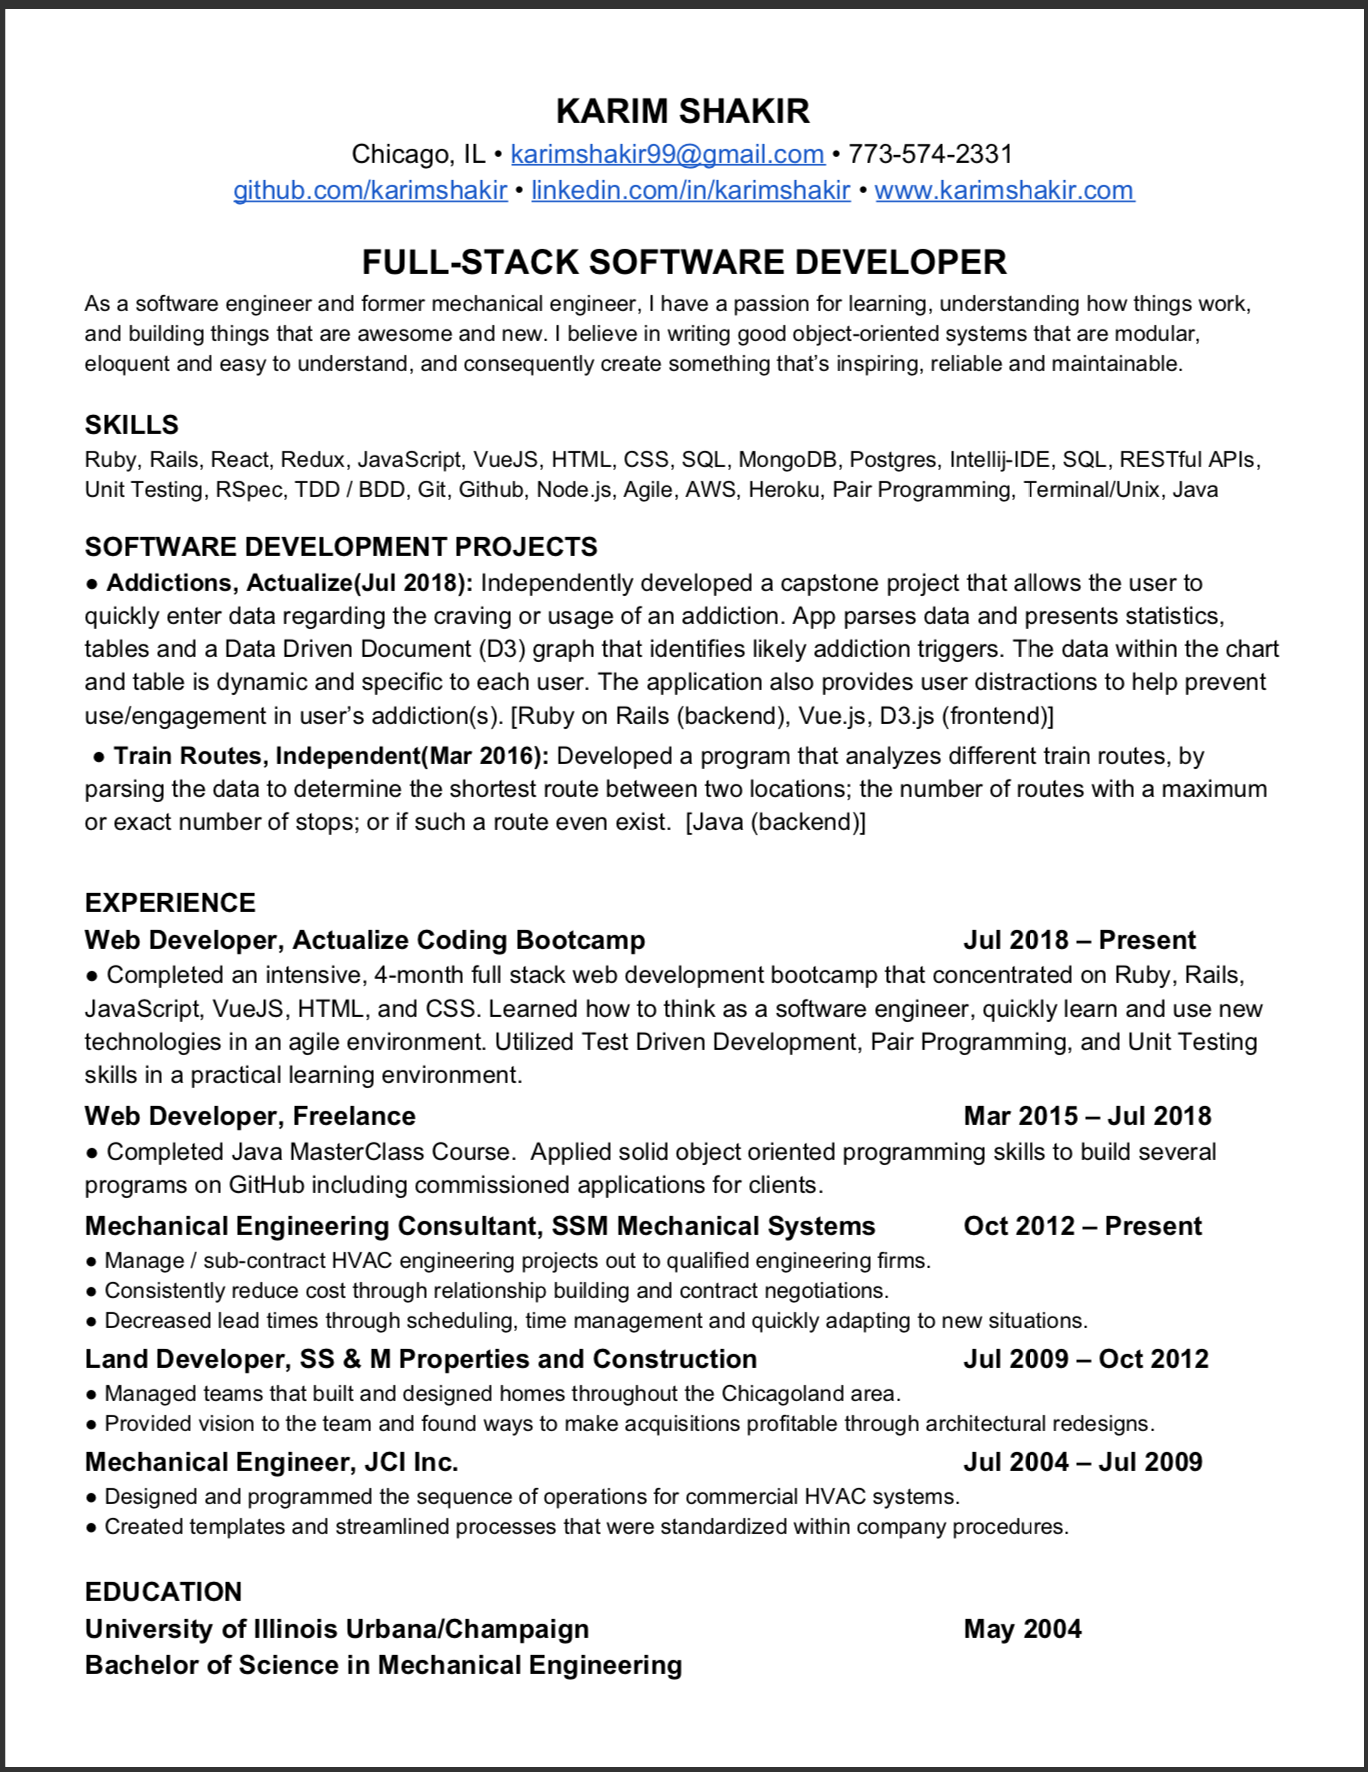 KARIM SHAKIR
Chicago, IL • karimshakir99@gmail.com • 773-574-2331
github.com/karimshakir • linkedin.com/in/karimshakir • www.karimshakir.com
FULL-STACK SOFTWARE DEVELOPER
As a software engineer and former mechanical engineer, I have a passion for learning, understanding how things work,
and building things that are awesome and new. I believe in writing good object-oriented systems that are modular,
eloquent and easy to understand, and consequently create something that’s inspiring, reliable and maintainable.
SKILLS
Ruby, Rails, React, Redux, JavaScript, VueJS, HTML, CSS, SQL, MongoDB, Postgres, Intellij-IDE, SQL, RESTful APIs,
Unit Testing, RSpec, TDD / BDD, Git, Github, Node.js, Agile, AWS, Heroku, Pair Programming, Terminal/Unix, Java
SOFTWARE DEVELOPMENT PROJECTS
● Addictions, Actualize(Jul 2018): Independently developed a capstone project that allows the user to
quickly enter data regarding the craving or usage of an addiction. App parses data and presents statistics,
tables and a Data Driven Document (D3) graph that identifies likely addiction triggers. The data within the chart
and table is dynamic and specific to each user. The application also provides user distractions to help prevent
use/engagement in user’s addiction(s). [Ruby on Rails (backend), Vue.js, D3.js (frontend)]
● Train Routes, Independent(Mar 2016): Developed a program that analyzes different train routes, by
parsing the data to determine the shortest route between two locations; the number of routes with a maximum
or exact number of stops; or if such a route even exist.  [Java (backend)]
EXPERIENCE
Web Developer, Actualize Coding Bootcamp Jul 2018 – Present
● Completed an intensive, 4-month full stack web development bootcamp that concentrated on Ruby, Rails,
JavaScript, VueJS, HTML, and CSS. Learned how to think as a software engineer, quickly learn and use new
technologies in an agile environment. Utilized Test Driven Development, Pair Programming, and Unit Testing
skills in a practical learning environment.
Web Developer, Freelance Mar 2015 – Jul 2018
● Completed Java MasterClass Course.  Applied solid object oriented programming skills to build several
programs on GitHub including commissioned applications for clients.
Mechanical Engineering Consultant, SSM Mechanical Systems Oct 2012 – Present
● Manage / sub-contract HVAC engineering projects out to qualified engineering firms.
● Consistently reduce cost through relationship building and contract negotiations.
● Decreased lead times through scheduling, time management and quickly adapting to new situations.
Land Developer, SS & M Properties and Construction Jul 2009 – Oct 2012
● Managed teams that built and designed homes throughout the Chicagoland area.
● Provided vision to the team and found ways to make acquisitions profitable through architectural redesigns.
Mechanical Engineer, JCI Inc. Jul 2004 – Jul 2009
● Designed and programmed the sequence of operations for commercial HVAC systems.
● Created templates and streamlined processes that were standardized within company procedures.
EDUCATION
University of Illinois Urbana/Champaign May 2004
Bachelor of Science in Mechanical Engineering